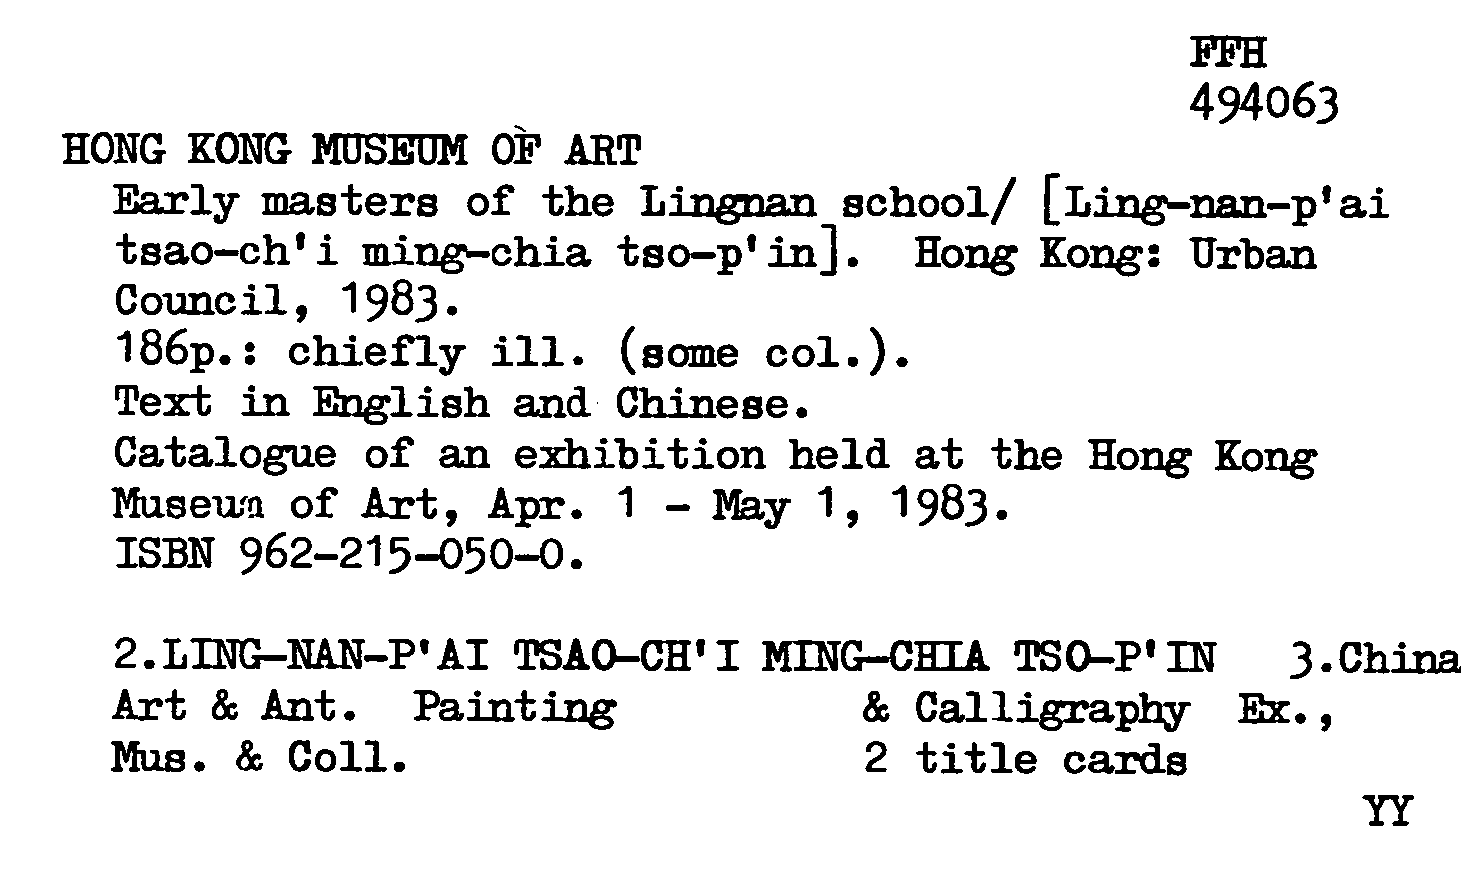 FFH
494063
HONG KONG MUSEUM OF ART
Early masters of the Lingnan school/ [Ling-nan-p'ai
tsao-ch'i ming-chia tso-p'in]. Hong Kong: Urban
Council, 1983.
186p.: chiefly ill. (some col.).
Text in English and Chinese.
Catalogue of an exhibition held at the Hong Kong
Museum of Art, Apr. 1 - May 1, 1983.
ISBN 962-215-050-0.
2.LING-NAN-P'AI TSAO-CH'I MING-CHIA TSO-P'IN 3.China
Art & Ant. Painting & Calligraphy Ex.,
Mus. & Coll. 2 title cards
YY